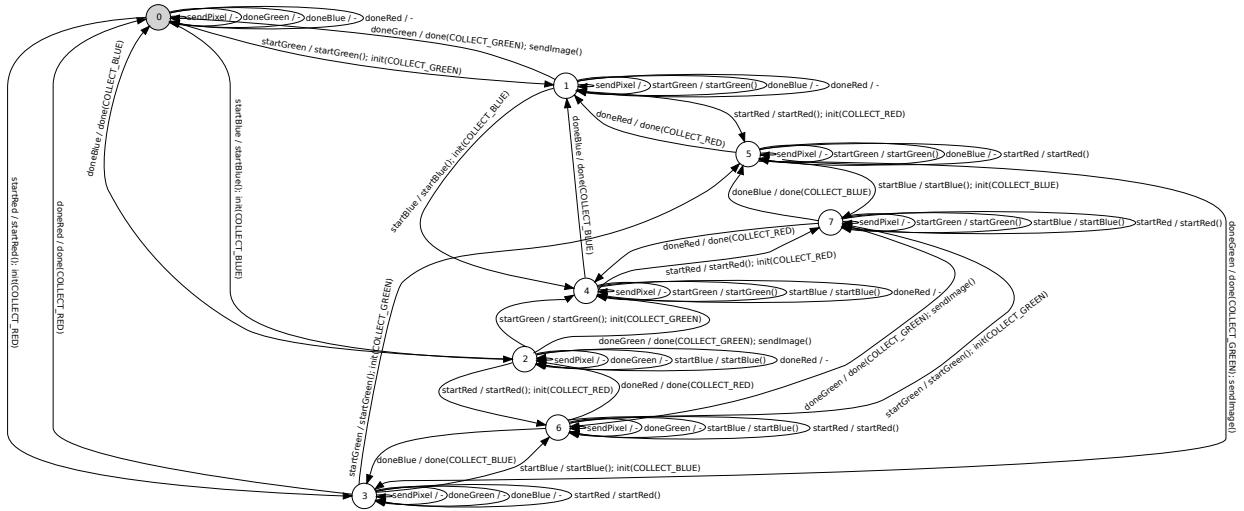 0
sendPixel / -
doneGreen / -
doneBlue / -
doneRed / -
doneGreen / done(COLLECT_GREEN); sendImage()
startGreen / startGreen(); init(COLLECT_GREEN)
doneBlue / done(COLLECT_BLUE)
startBlue / startBlue(); init(COLLECT_BLUE)
startRed / startRed(); init(COLLECT_RED)
doneRed / done(COLLECT_RED)
1
sendPixel / -
startGreen / startGreen()
doneBlue / -
doneRed / -
startBlue / startBlue(); init(COLLECT_BLUE)
doneBlue / done(COLLECT_BLUE)
doneRed / done(COLLECT_RED)
startRed / startRed(); init(COLLECT_RED)
5
sendPixel / -
startGreen / startGreen()
doneBlue / -
startRed / startRed()
doneBlue / done(COLLECT_BLUE)
startBlue / startBlue(); init(COLLECT_BLUE)
7
sendPixel / -
startGreen / startGreen()
startBlue / startBlue()
startRed / startRed()
doneGreen / done(COLLECT_GREEN); sendImage()
doneRed / done(COLLECT_RED)
startRed / startRed(); init(COLLECT_RED)
4
sendPixel / -
startGreen / startGreen()
startBlue / startBlue()
doneRed / -
startGreen / startGreen(); init(COLLECT_GREEN)
doneGreen / done(COLLECT_GREEN); sendImage()
2
sendPixel / -
doneGreen / -
startBlue / startBlue()
doneRed / -
startRed / startRed(); init(COLLECT_RED)
doneRed / done(COLLECT_RED)
doneGreen / done(COLLECT_GREEN); sendImage()
startGreen / startGreen(); init(COLLECT_GREEN)
6
sendPixel / -
doneGreen / -
startBlue / startBlue()
startRed / startRed()
startGreen / startGreen(); init(COLLECT_GREEN)
doneBlue / done(COLLECT_BLUE)
startBlue / startBlue(); init(COLLECT_BLUE)
3
sendPixel / -
doneGreen / -
doneBlue / -
startRed / startRed()